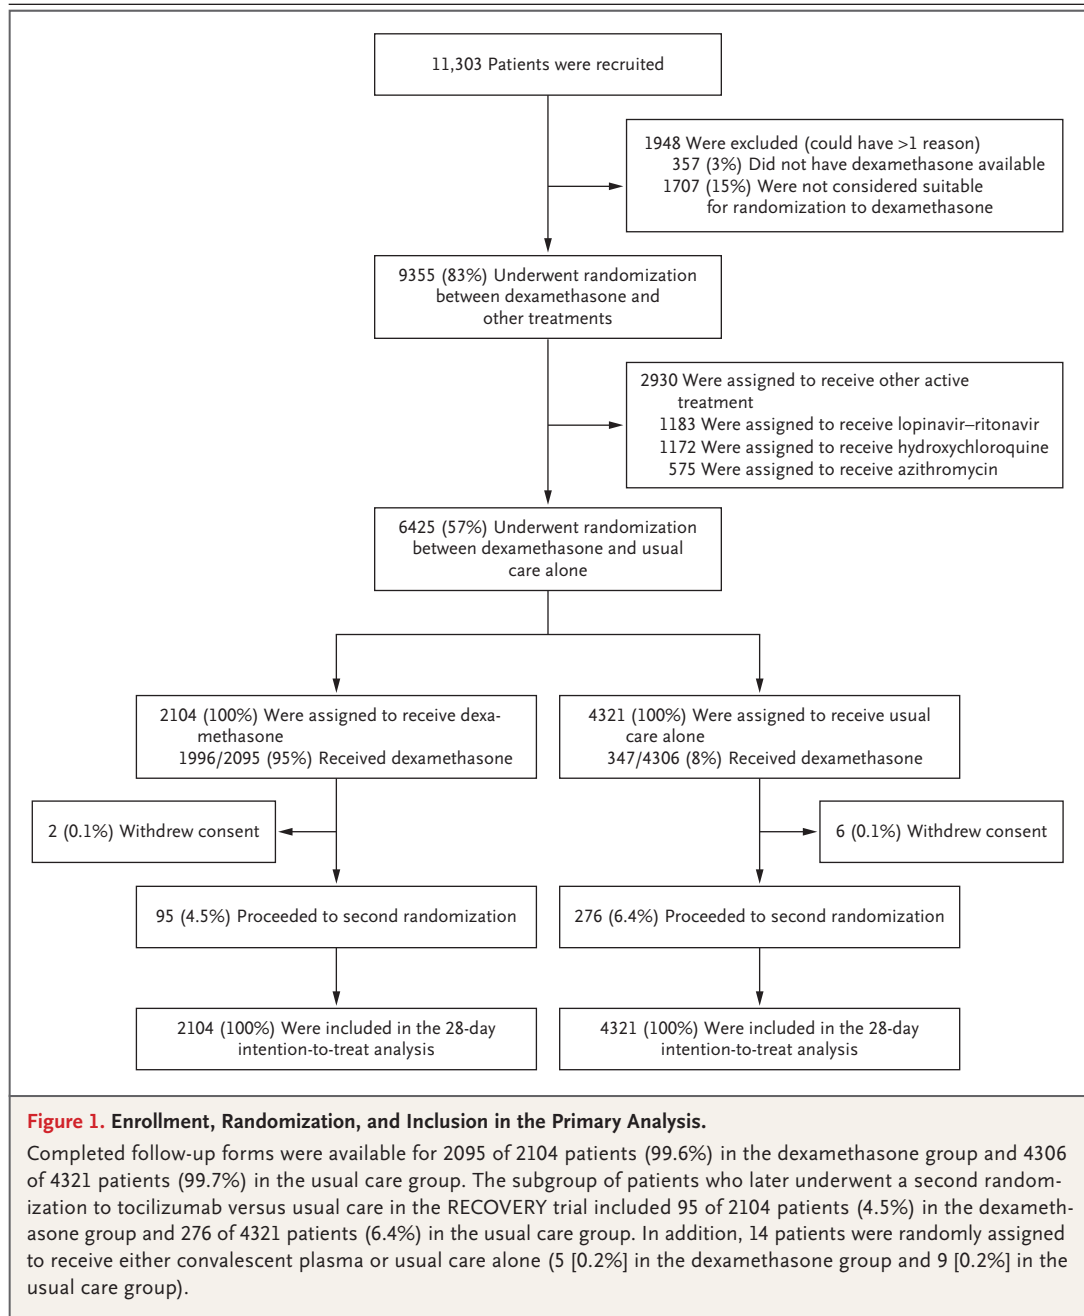 11,303 Patients were recruited
1948 Were excluded (could have >1 reason)
357 (3%) Did not have dexamethasone available
1707 (15%) Were not considered suitable
for randomization to dexamethasone
9355 (83%) Underwent randomization
between dexamethasone and
other treatments
2930 Were assigned to receive other active
treatment
1183 Were assigned to receive lopinavir–ritonavir
1172 Were assigned to receive hydroxychloroquine
575 Were assigned to receive azithromycin
6425 (57%) Underwent randomization
between dexamethasone and usual
care alone
2104 (100%) Were assigned to receive dexa-
methasone
1996/2095 (95%) Received dexamethasone
4321 (100%) Were assigned to receive usual
care alone
347/4306 (8%) Received dexamethasone
2 (0.1%) Withdrew consent
6 (0.1%) Withdrew consent
95 (4.5%) Proceeded to second randomization
276 (6.4%) Proceeded to second randomization
2104 (100%) Were included in the 28-day
intention-to-treat analysis
4321 (100%) Were included in the 28-day
intention-to-treat analysis
Figure 1. Enrollment, Randomization, and Inclusion in the Primary Analysis.
Completed follow-up forms were available for 2095 of 2104 patients (99.6%) in the dexamethasone group and 4306
of 4321 patients (99.7%) in the usual care group. The subgroup of patients who later underwent a second random-
ization to tocilizumab versus usual care in the RECOVERY trial included 95 of 2104 patients (4.5%) in the dexameth-
asone group and 276 of 4321 patients (6.4%) in the usual care group. In addition, 14 patients were randomly assigned
to receive either convalescent plasma or usual care alone (5 [0.2%] in the dexamethasone group and 9 [0.2%] in the
usual care group).